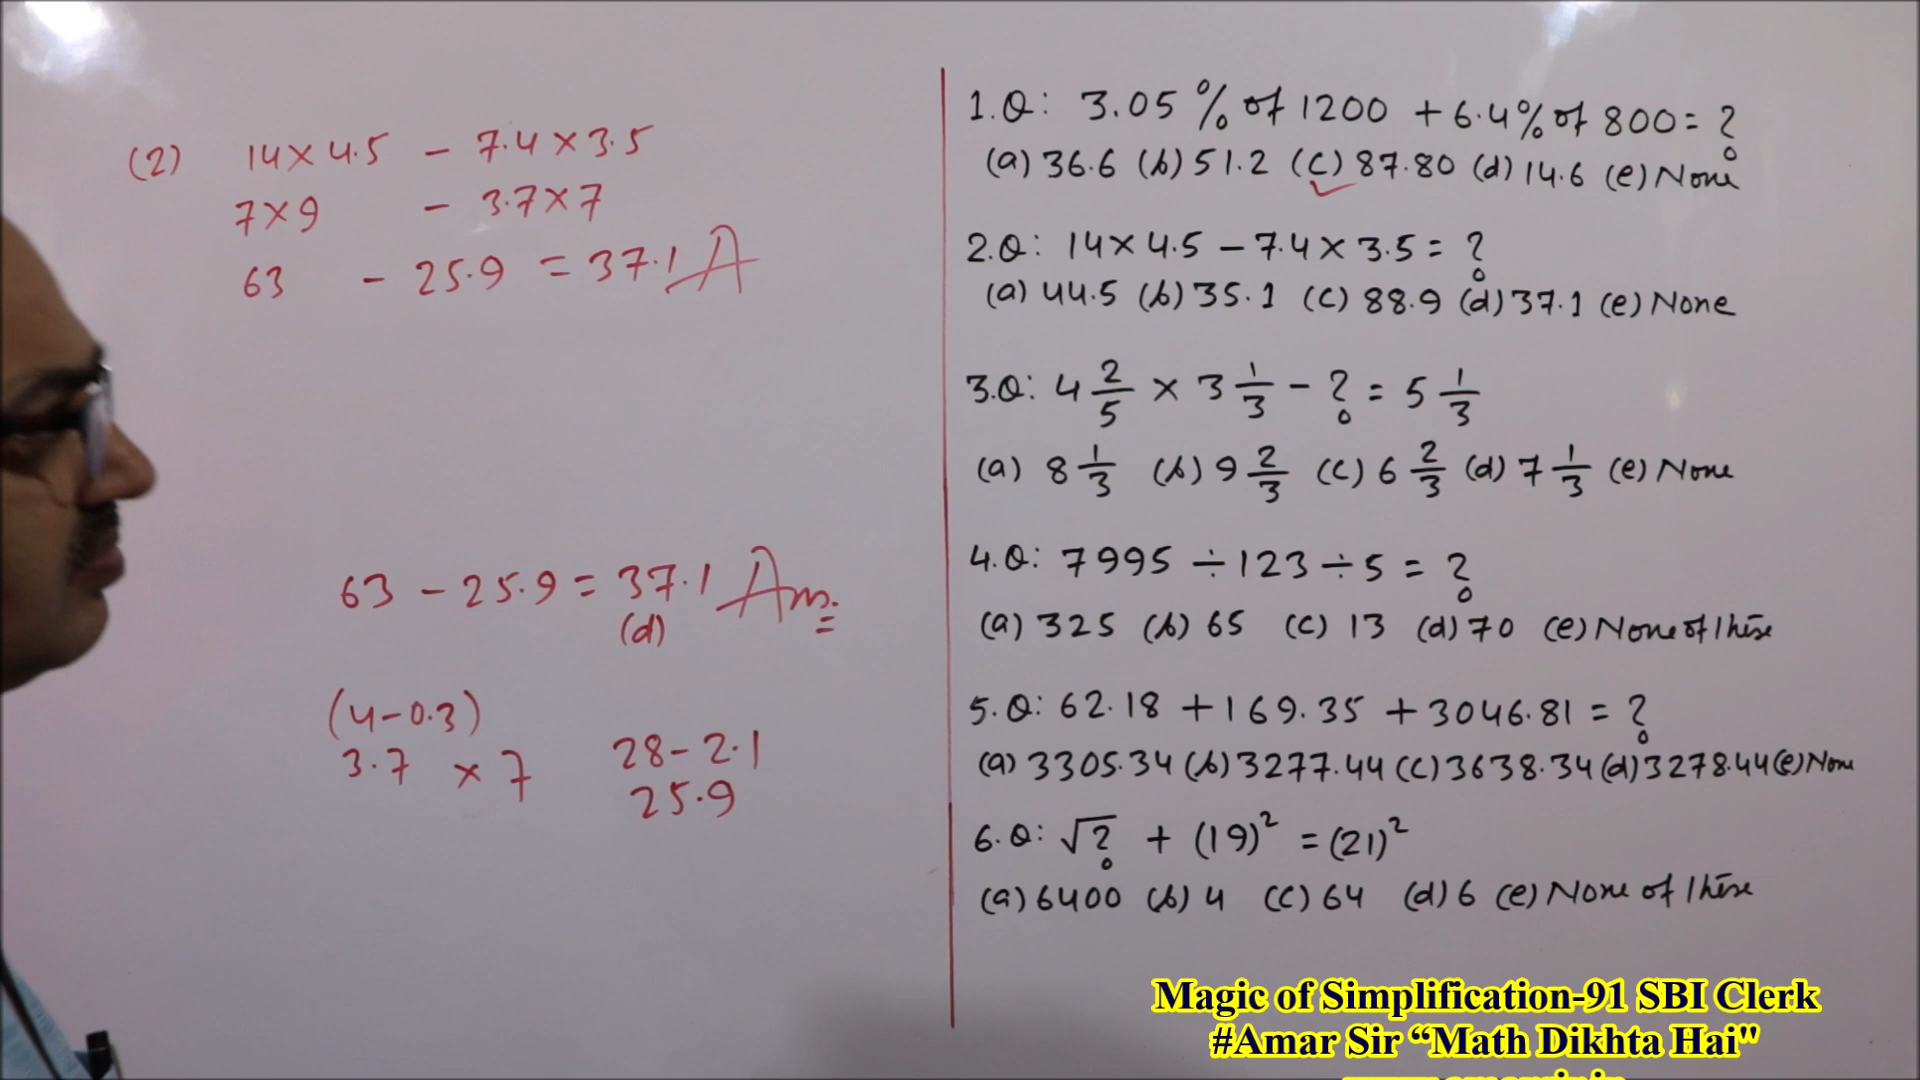 (2) 14×4.5 – 7.4×3.5
7×9 – 3.7×7
63 – 25.9 = 37.1 A
63 – 25.9 = 37.1 Ans.
(d)
(4-0.3)
3.7 × 7 28-2.1
25.9
1.Q: 3.05 % of 1200 + 6.4% of 800 = ?
(a) 36.6 (b) 51.2 (c) 87.80 (d) 14.6 (e) None
2.Q: 14 × 4.5 – 7.4 × 3.5 = ?
(a) 44.5 (b) 35.1 (c) 88.9 (d) 37.1 (e) None
3.Q: 4 2/5 × 3 1/3 – ? = 5 1/3
(a) 8 1/3 (b) 9 2/3 (c) 6 2/3 (d) 7 1/3 (e) None
4.Q: 7995 ÷ 123 ÷ 5 = ?
(a) 325 (b) 65 (c) 13 (d) 70 (e) None of these
5.Q: 62.18 + 169.35 + 3046.81 = ?
(a) 3305.34 (b) 3277.44 (c) 3638.34 (d) 3278.44 (e) None
6.Q: √? + (19)² = (21)²
(a) 6400 (b) 4 (c) 64 (d) 6 (e) None of these
Magic of Simplification-91 SBI Clerk
#Amar Sir “Math Dikhta Hai"